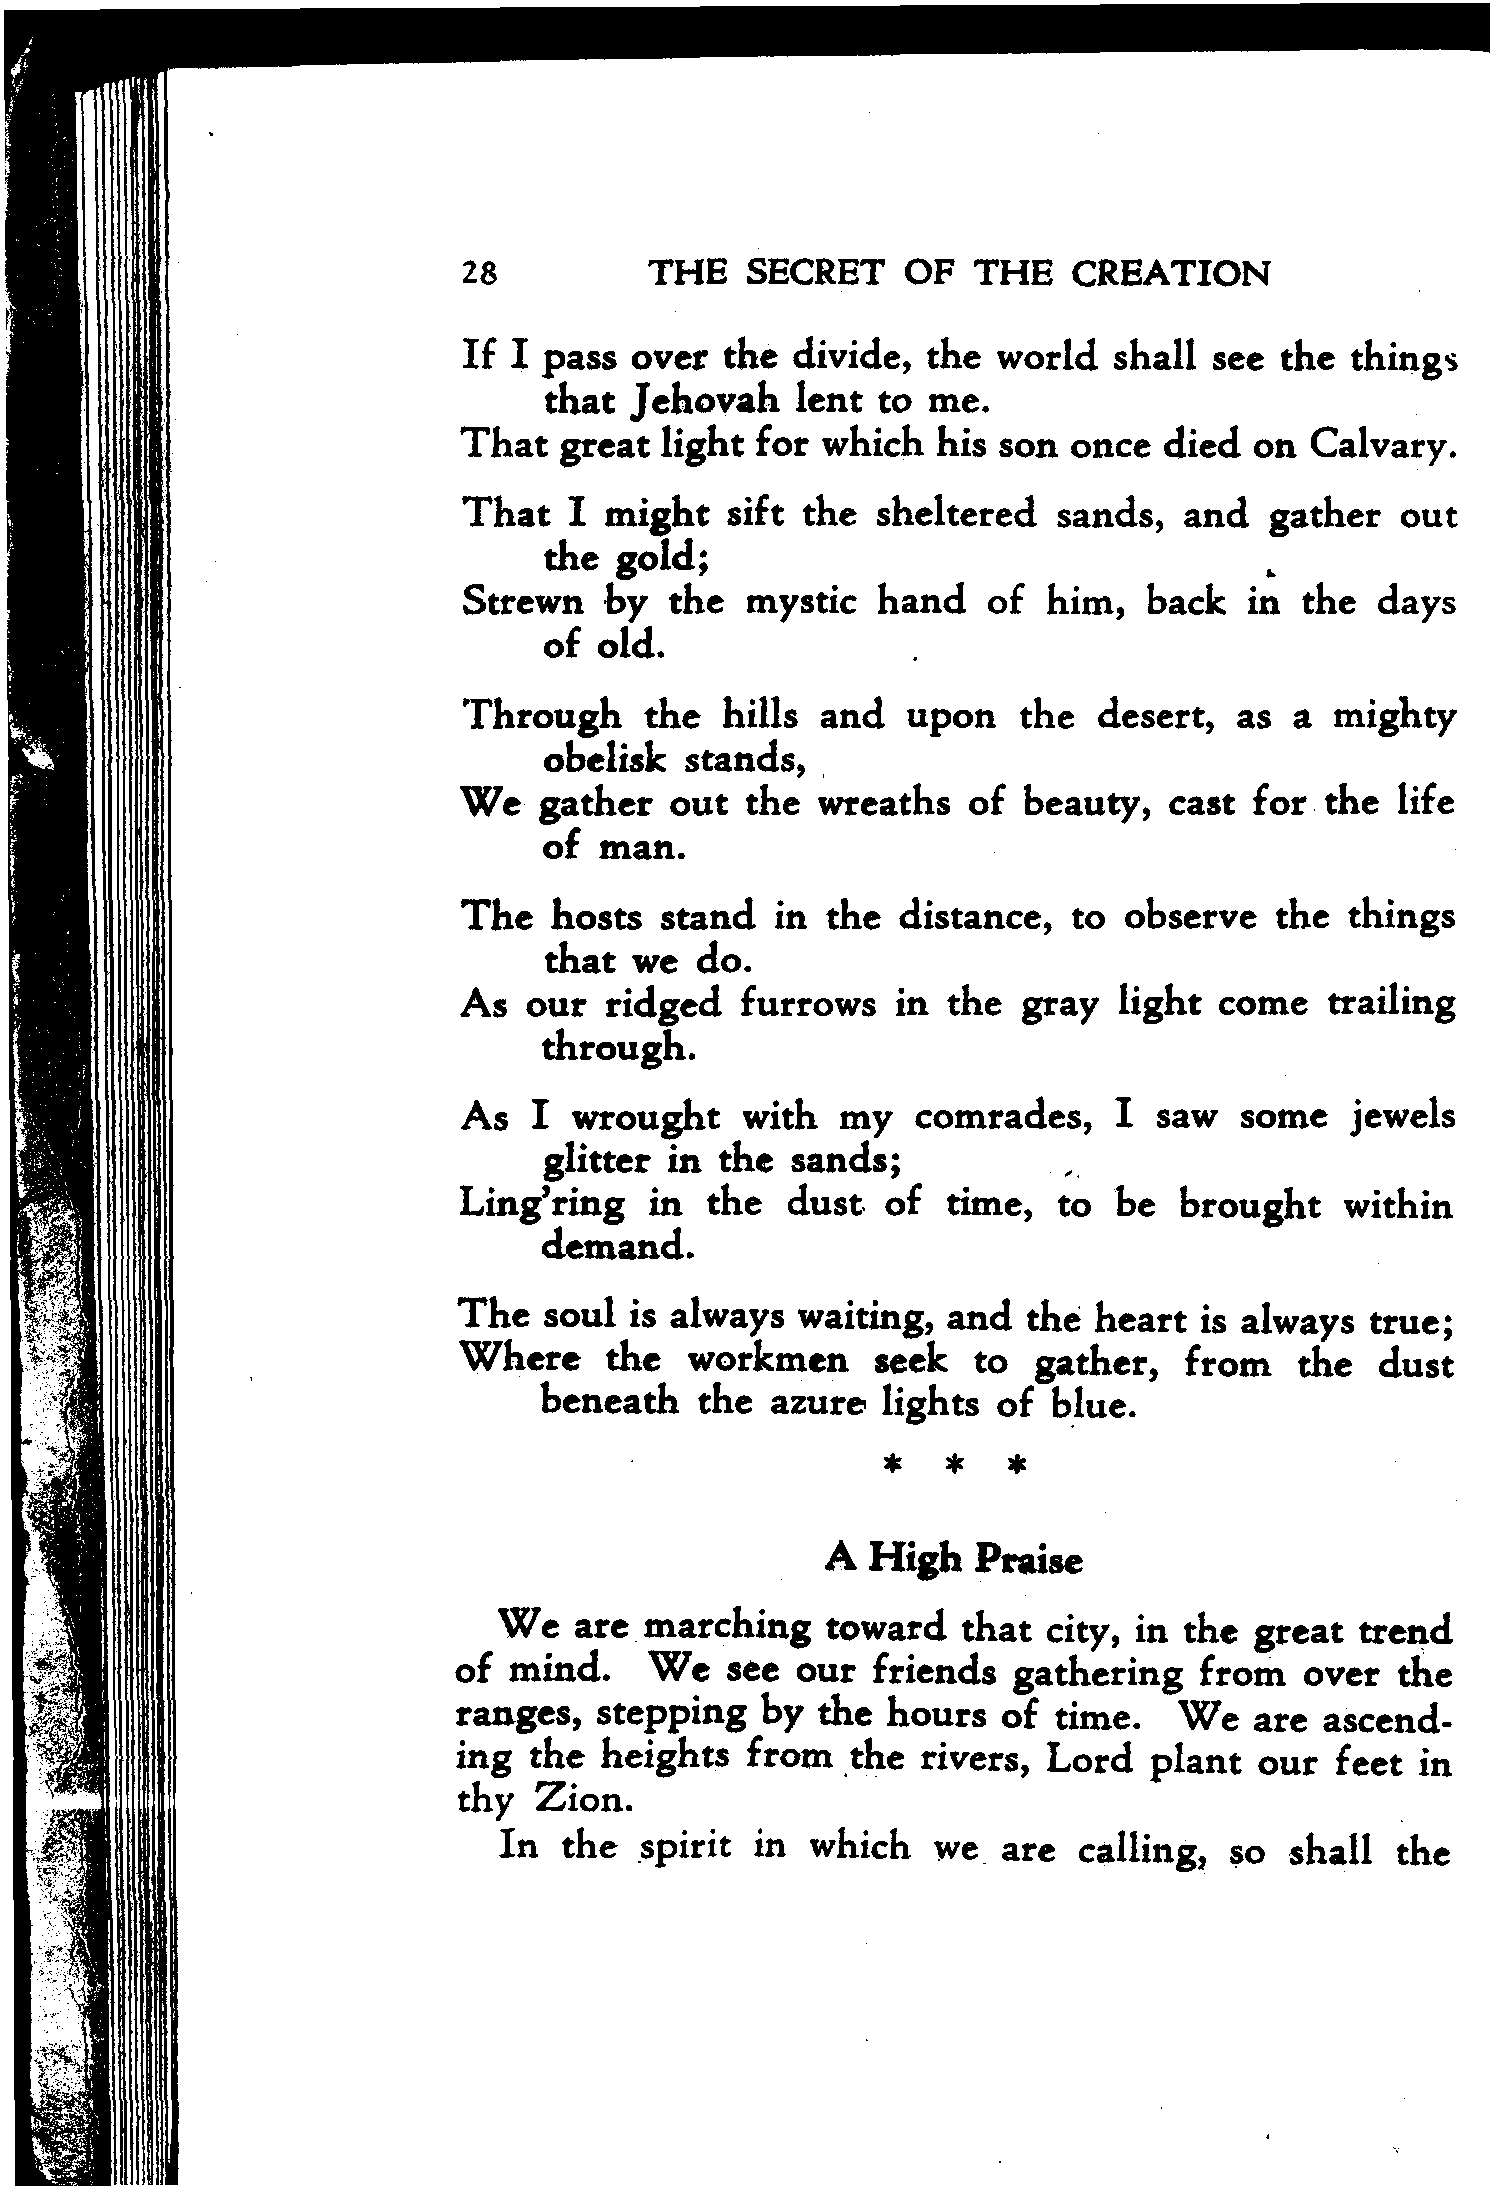 28 THE SECRET OF THE CREATION
If I pass over the divide, the world shall see the things
that Jehovah lent to me.
That great light for which his son once died on Calvary.
That I might sift the sheltered sands, and gather out
the gold;
Strewn by the mystic hand of him, back in the days
of old.
Through the hills and upon the desert, as a mighty
obelisk stands,
We gather out the wreaths of beauty, cast for the life
of man.
The hosts stand in the distance, to observe the things
that we do.
As our ridged furrows in the gray light come trailing
through.
As I wrought with my comrades, I saw some jewels
glitter in the sands;
Ling'ring in the dust of time, to be brought within
demand.
The soul is always waiting, and the heart is always true;
Where the workmen seek to gather, from the dust
beneath the azure lights of blue.
* * *
A High Praise
We are marching toward that city, in the great trend
of mind. We see our friends gathering from over the
ranges, stepping by the hours of time. We are ascend-
ing the heights from the rivers, Lord plant our feet in
thy Zion.
In the spirit in which we are calling, so shall the